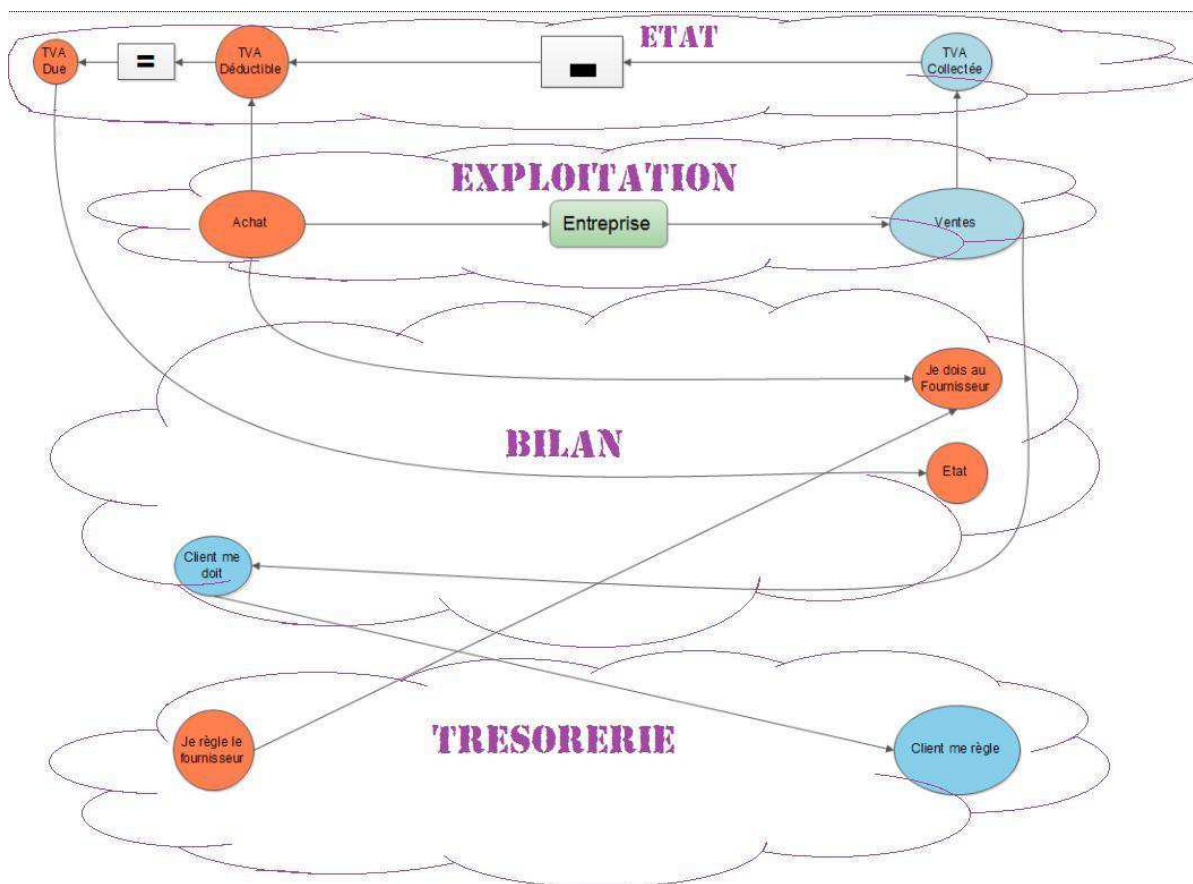 ETAT
TVA
Due
=
TVA
Déductible
-
TVA
Collectée
EXPLOITATION
Achat
Entreprise
Ventes
Je dois au
Fournisseur
BILAN
Etat
Client me
doit
TRESORERIE
Je règle le
fournisseur
Client me règle